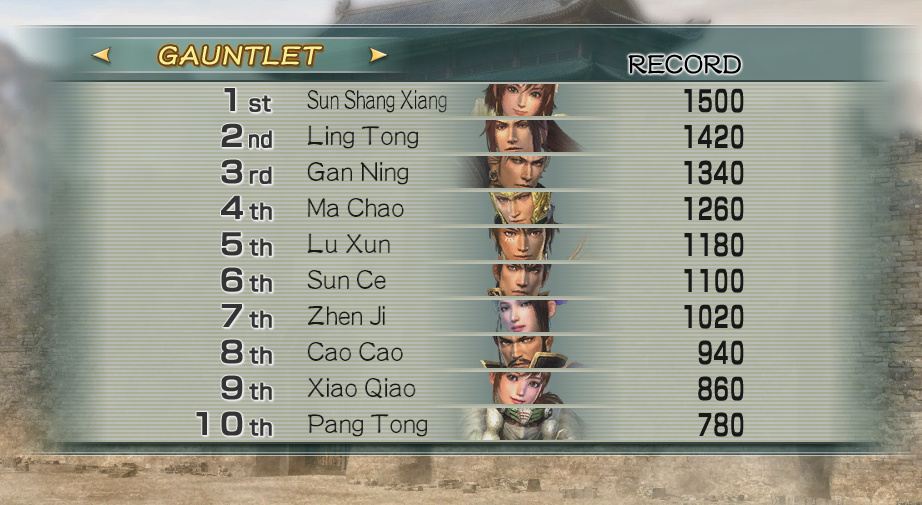 GAUNTLET
RECORD
1st Sun Shang Xiang 1500
2nd Ling Tong 1420
3rd Gan Ning 1340
4th Ma Chao 1260
5th Lu Xun 1180
6th Sun Ce 1100
7th Zhen Ji 1020
8th Cao Cao 940
9th Xiao Qiao 860
10th Pang Tong 780